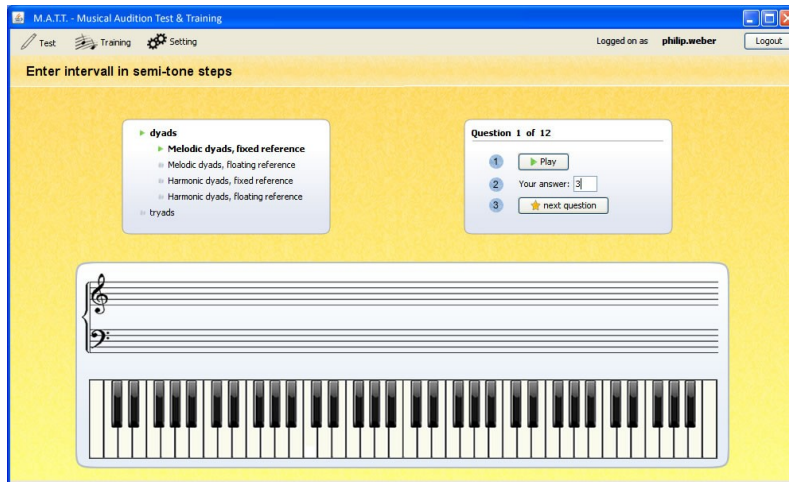 M.A.T.T. - Musical Audition Test & Training
Test Training Setting Logged on as philip.weber Logout
Enter intervall in semi-tone steps
dyads
Melodic dyads, fixed reference
Melodic dyads, floating reference
Harmonic dyads, fixed reference
Harmonic dyads, floating reference
tryads
Question 1 of 12
1 Play
2 Your answer: 3
3 next question